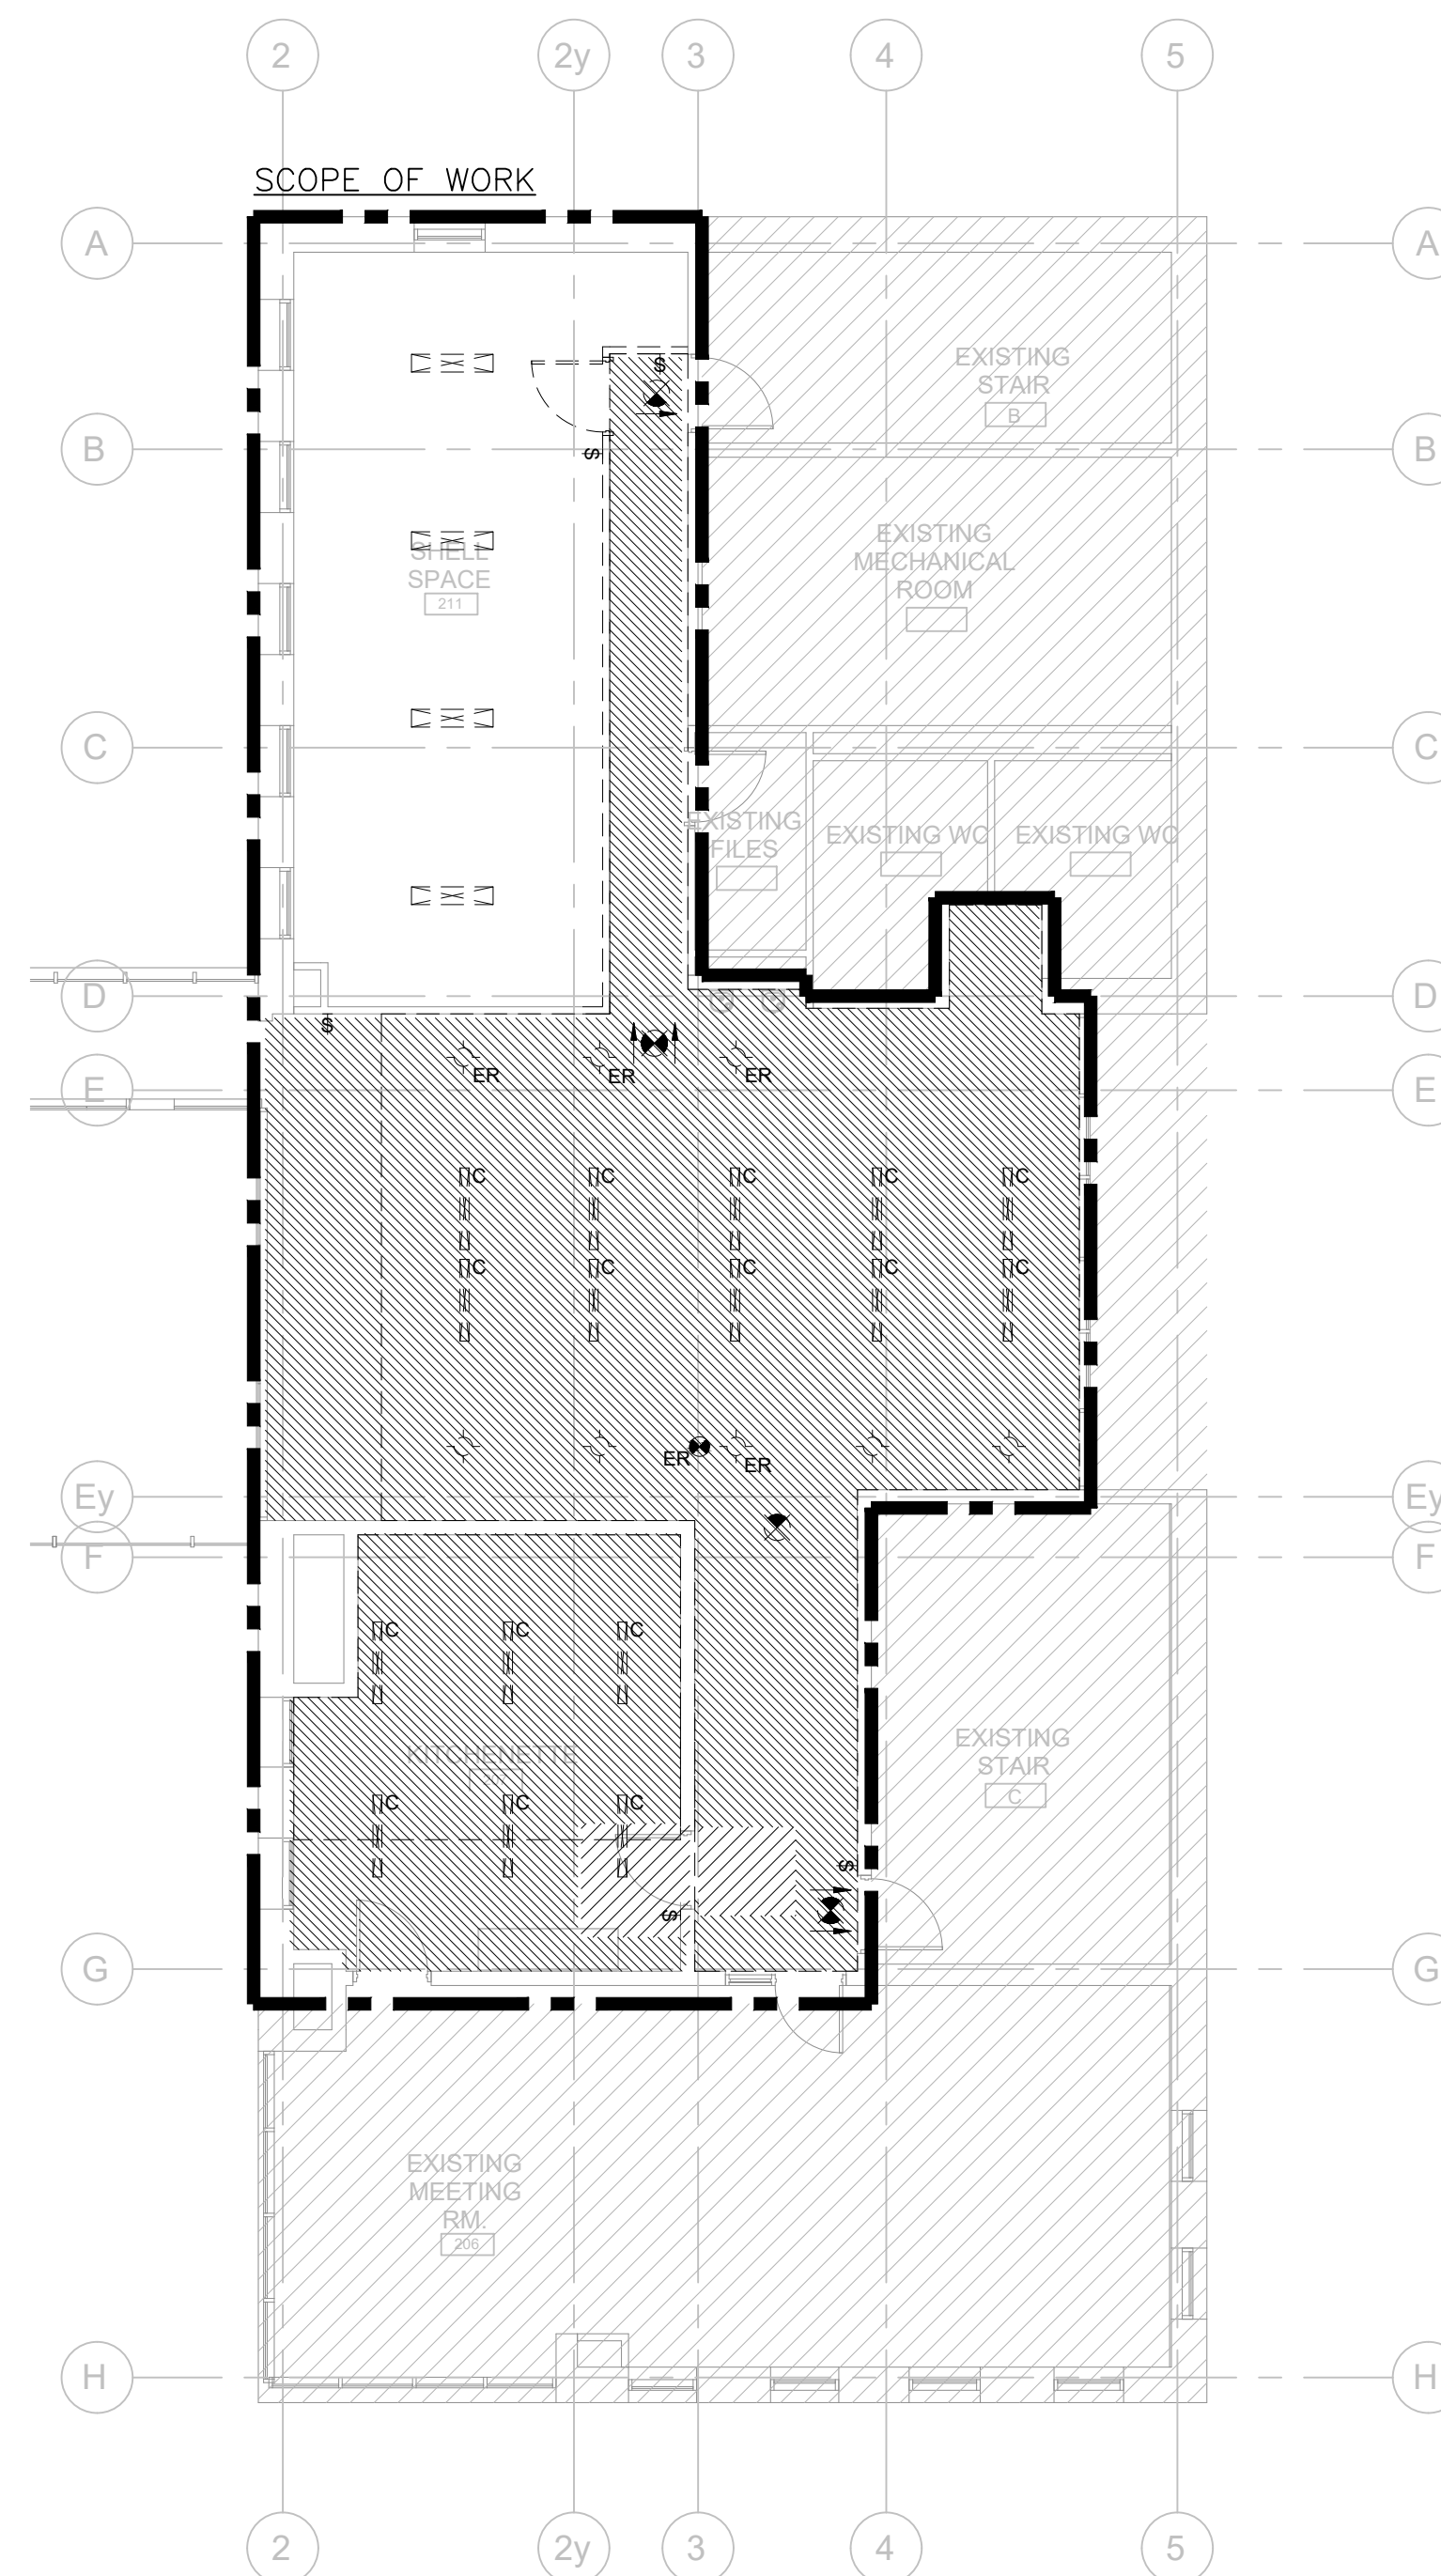 2 2y 3 4 5
SCOPE OF WORK
A A
EXISTING
STAIR
B
B B
$
$
EXISTING
MECHANICAL
ROOM
SHELL
SPACE
211
C C
EXISTING
FILES
EXISTING WC
EXISTING WC
D D
$
ER ER ER
E E
C C C C C
C C C C C
ER ER
Ey Ey
F F
C C C
EXISTING
STAIR
C
KITCHENETTE
C C C
$
$
G G
EXISTING
MEETING
RM.
206
H H
2 2y 3 4 5